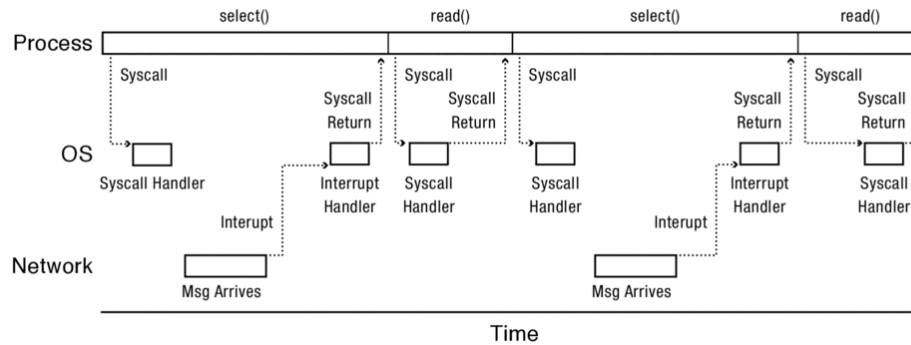 select()
read()
select()
read()
Process
Syscall
Syscall
Return
Syscall
Syscall
Return
Syscall
Syscall
Return
Syscall
Syscall
Return
OS
Syscall Handler
Interrupt
Handler
Syscall
Handler
Syscall
Handler
Interrupt
Handler
Syscall
Handler
Interupt
Interupt
Network
Msg Arrives
Msg Arrives
Time